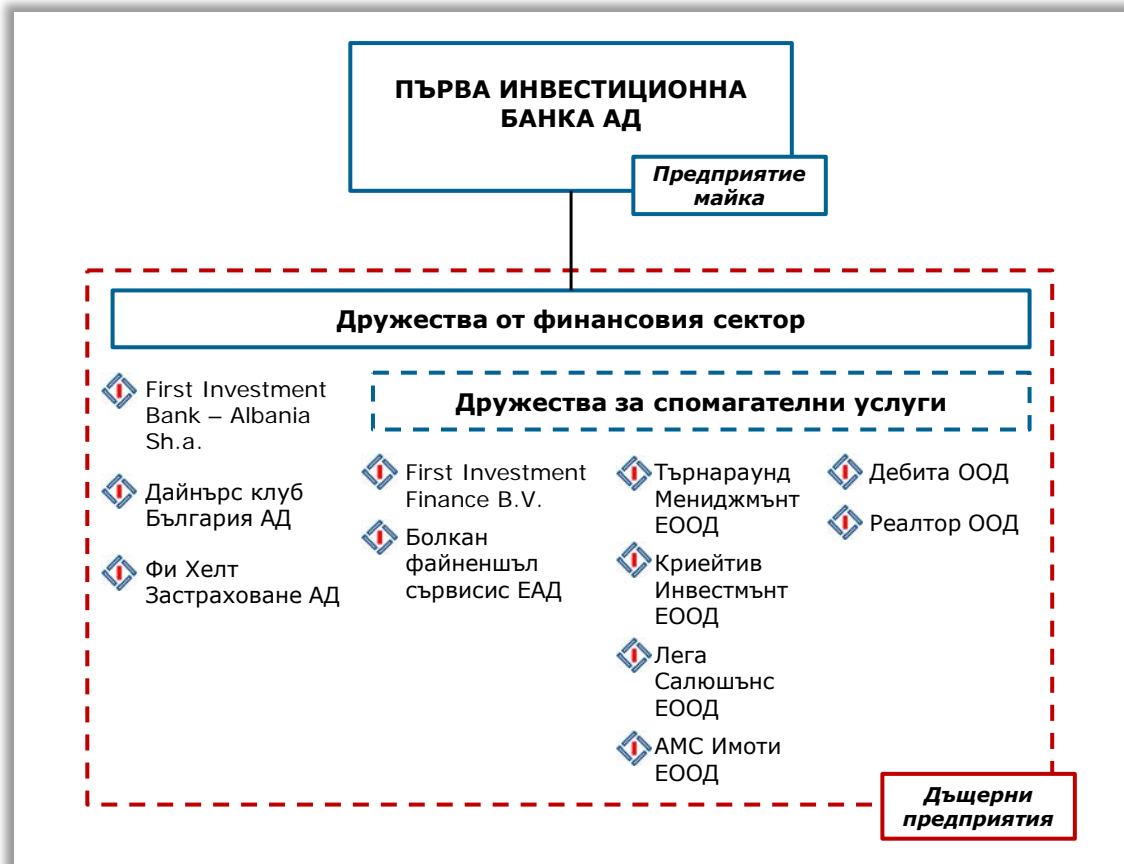 ПЪРВА ИНВЕСТИЦИОННА
БАНКА АД
Предприятие
майка
Дружества от финансовия сектор
First Investment
Bank – Albania
Sh.a.
Дайнърс клуб
България АД
Фи Хелт
Застраховане АД
Дружества за спомагателни услуги
First Investment
Finance B.V.
Болкан
файненшъл
сървисис ЕАД
Търнараунд
Мениджмънт
ЕООД
Криейтив
Инвестмънт
ЕООД
Лега
Салюшънс
ЕООД
АМС Имоти
ЕООД
Дебита ООД
Реалтор ООД
Дъщерни
предприятия